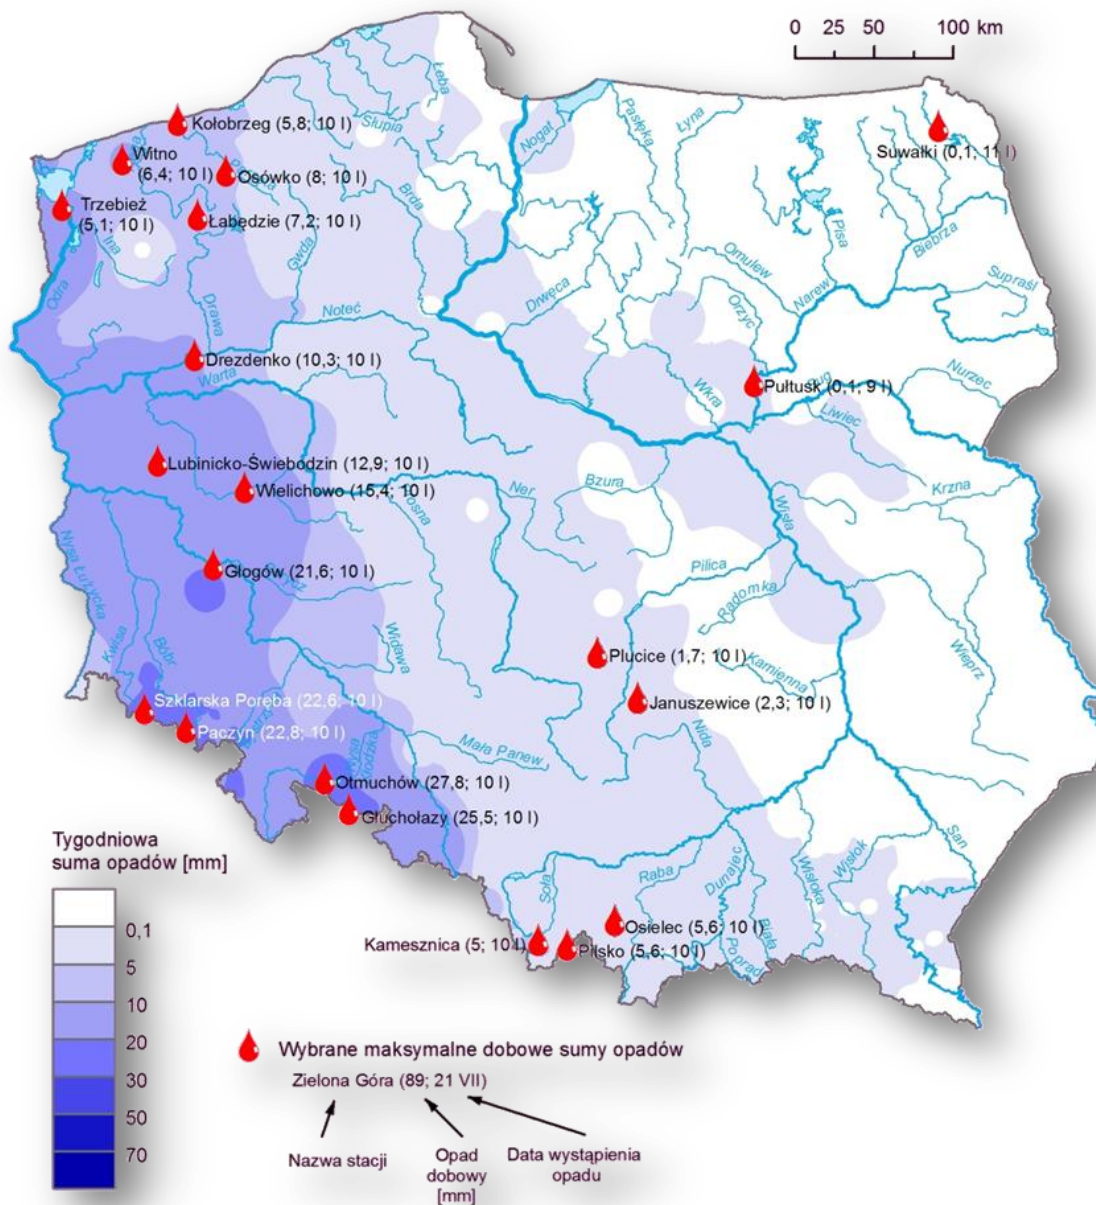 0 25 50 100 km
Łeba
Słupia
Nogat
Pasłęka
Łyna
Kołobrzeg (5,8; 10 I)
Suwałki (0,1; 11 I)
Witno
(6,4; 10 I)
Osówko (8; 10 I)
Trzebież
(5,1; 10 I)
Łabędzie (7,2; 10 I)
Brda
Pisa
Biebrza
Ina
Gwda
Omulew
Supraśl
Odra
Drawa
Noteć
Drwęca
Orzyc
Narew
Drezdenko (10,3; 10 I)
Warta
Wkra
Pułtusk (0,1; 9 I)
Nurzec
Liwiec
Lubinicko-Świebodzin (12,9; 10 I)
Wielichowo (15,4; 10 I)
Ner
Bzura
Krzna
Wisła
Nysa Łużycka
Głogów (21,6; 10 I)
Pilica
Radomka
Kwisa
Bóbr
Widawa
Plucice (1,7; 10 I)
Kamienna
Wieprz
Szklarska Poręba (22,6; 10 I)
Januszewice (2,3; 10 I)
Paczyn (22,8; 10 I)
Mała Panew
Nida
Otmuchów (27,8; 10 I)
Głuchołazy (25,5; 10 I)
San
Soła
Raba
Dunajec
Wisłoka
Wisłok
Biała
Poprad
Osielec (5,6; 10 I)
Kamesznica (5; 10 I)
Pilsko (5,6; 10 I)
Tygodniowa
suma opadów [mm]
0,1
5
10
20
30
50
70
Wybrane maksymalne dobowe sumy opadów
Zielona Góra (89; 21 VII)
Nazwa stacji
Opad
dobowy
[mm]
Data wystąpienia
opadu